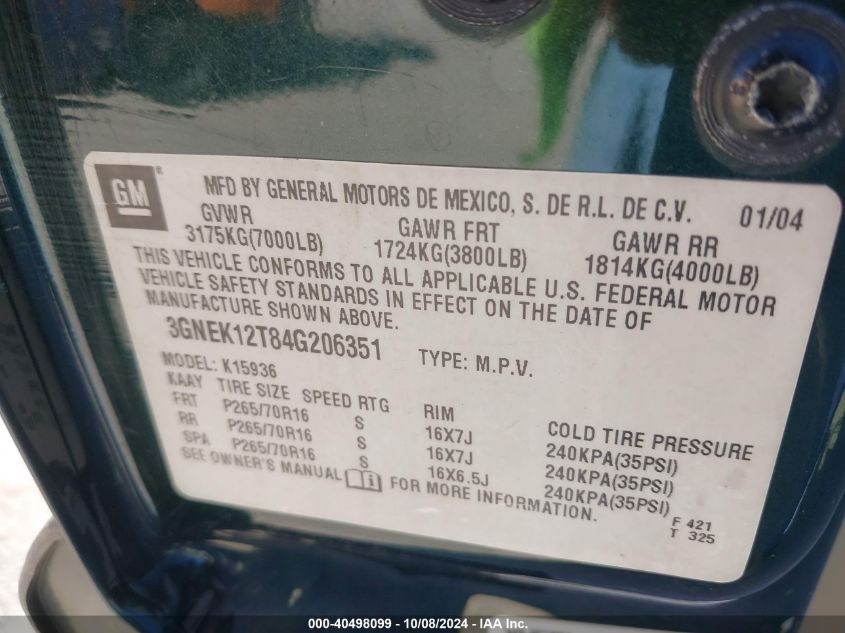 GM ® MFD BY GENERAL MOTORS DE MEXICO, S. DE R.L. DE C.V. 01/04
GVWR GAWR FRT GAWR RR
3175KG(7000LB) 1724KG(3800LB) 1814KG(4000LB)
THIS VEHICLE CONFORMS TO ALL APPLICABLE U.S. FEDERAL MOTOR
VEHICLE SAFETY STANDARDS IN EFFECT ON THE DATE OF
MANUFACTURE SHOWN ABOVE.
3GNEK12T84G206351 TYPE: M.P.V.
MODEL: K15936
KAAY TIRE SIZE SPEED RTG RIM COLD TIRE PRESSURE
FRT P265/70R16 S 16X7J 240KPA(35PSI)
RR P265/70R16 S 16X7J 240KPA(35PSI)
SPA P265/70R16 S 16X6.5J 240KPA(35PSI)
SEE OWNER'S MANUAL i FOR MORE INFORMATION.
F 421
T 325
000-40498099 - 10/08/2024 - IAA Inc.